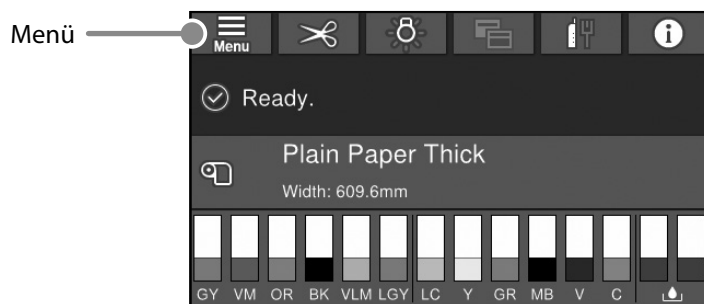 Menü
Menu
Ready.
Plain Paper Thick
Width: 609.6mm
GY VM OR BK VLM LGY LC Y GR MB V C